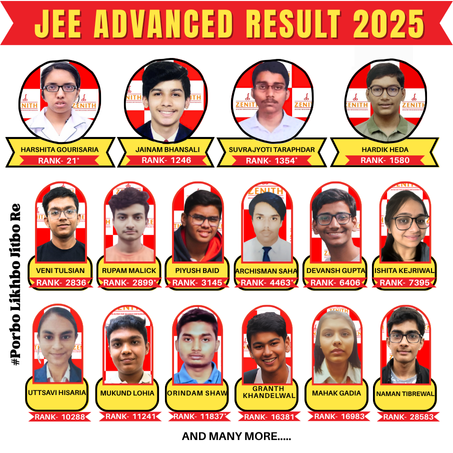 JEE ADVANCED RESULT 2025
ZENITH
ZENITH
HARSHITA GOURISARIA
RANK- 21*
JAINAM BHANSALI
RANK- 1246
SUVRAJYOTI TARAPHDAR
RANK- 1354*
HARDIK HEDA
RANK- 1580
#Porbo Likhbo Jitbo Re
ZENITH
VENI TULSIAN
RANK- 2836
RUPAM MALICK
RANK- 2899*
PIYUSH BAID
RANK- 3145
ARCHISMAN SAHA
RANK- 4463*
DEVANSH GUPTA
RANK- 6406
ISHITA KEJRIWAL
RANK- 7395
UTTSAVI HISARIA
RANK- 10288
MUKUND LOHIA
RANK- 11241
ORINDAM SHAW
RANK- 11837
GRANTH
KHANDELWAL
RANK- 16381
MAHAK GADIA
RANK- 16983
NAMAN TIBREWAL
RANK- 28583
AND MANY MORE.....